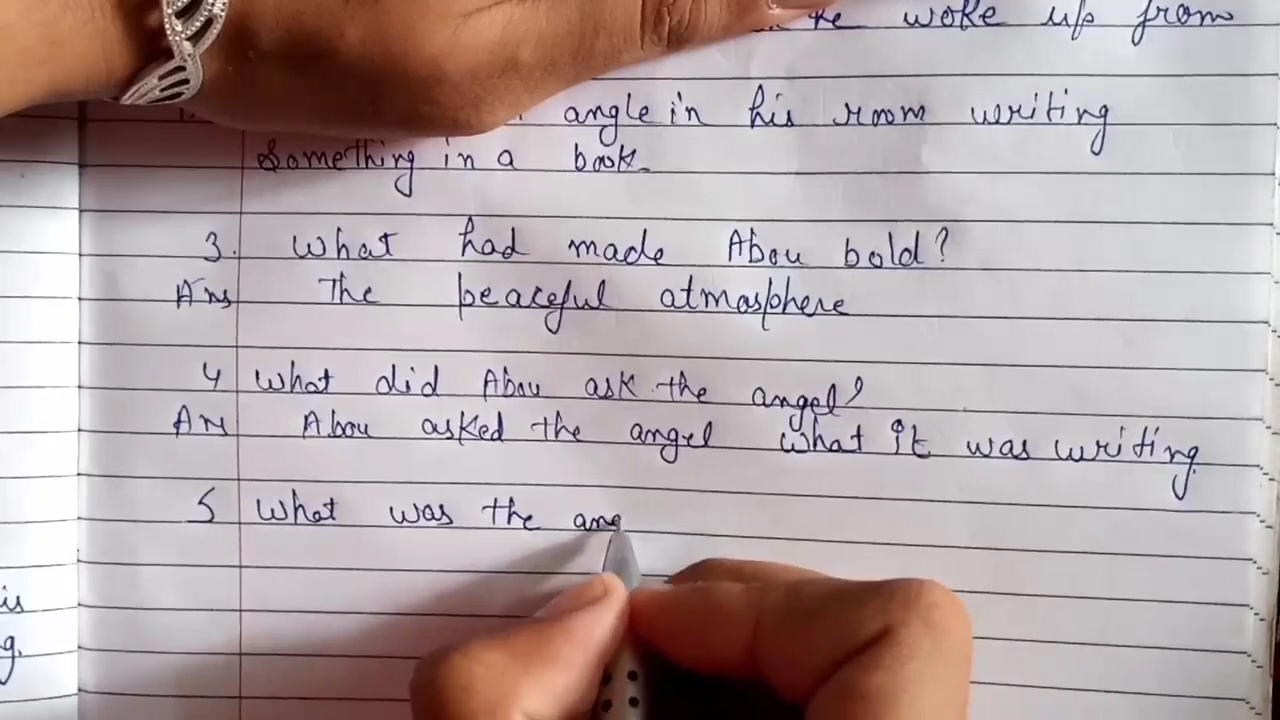 woke up from
angle in his room writing
Something in a book.
3. What had made Abou bold?
Ans The peaceful atmosphere
4 What did Abou ask the angel?
Ans Abou asked the angel what it was writing.
5 What was the ang
is
g.